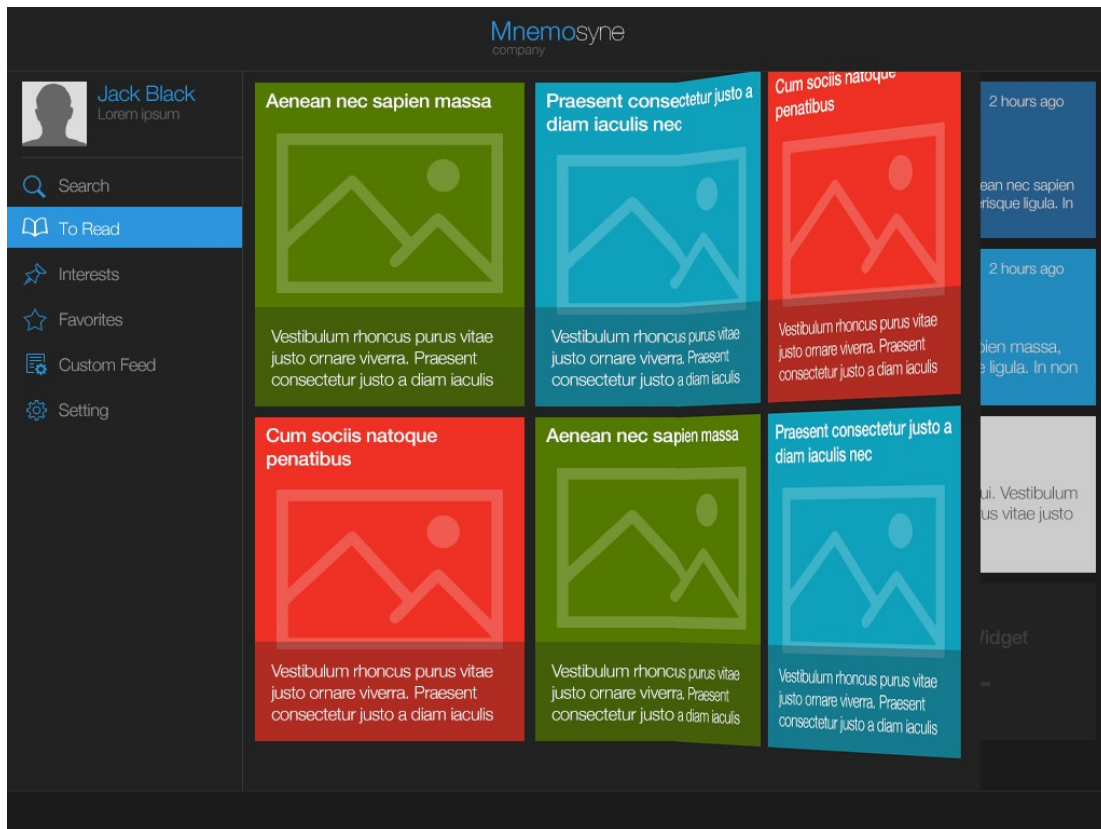 Mnemosyne
company
Jack Black
Lorem ipsum
Search
To Read
Interests
Favorites
Custom Feed
Setting
Aenean nec sapien massa
Vestibulum rhoncus purus vitae
justo ornare viverra. Praesent
consectetur justo a diam iaculis
Praesent consectetur justo a
diam iaculis nec
Vestibulum rhoncus purus vitae
justo ornare viverra. Praesent
consectetur justo a diam iaculis
Cum sociis natoque
penatibus
Vestibulum rhoncus purus vitae
justo ornare viverra. Praesent
consectetur justo a diam iaculis
2 hours ago
ean nec sapien
risque ligula. In
2 hours ago
pien massa,
ligula. In non
Cum sociis natoque
penatibus
Vestibulum rhoncus purus vitae
justo ornare viverra. Praesent
consectetur justo a diam iaculis
Aenean nec sapien massa
Vestibulum rhoncus purus vitae
justo ornare viverra. Praesent
consectetur justo a diam iaculis
Praesent consectetur justo a
diam iaculis nec
Vestibulum rhoncus purus vitae
justo ornare viverra. Praesent
consectetur justo a diam iaculis
ui. Vestibulum
us vitae justo
idget